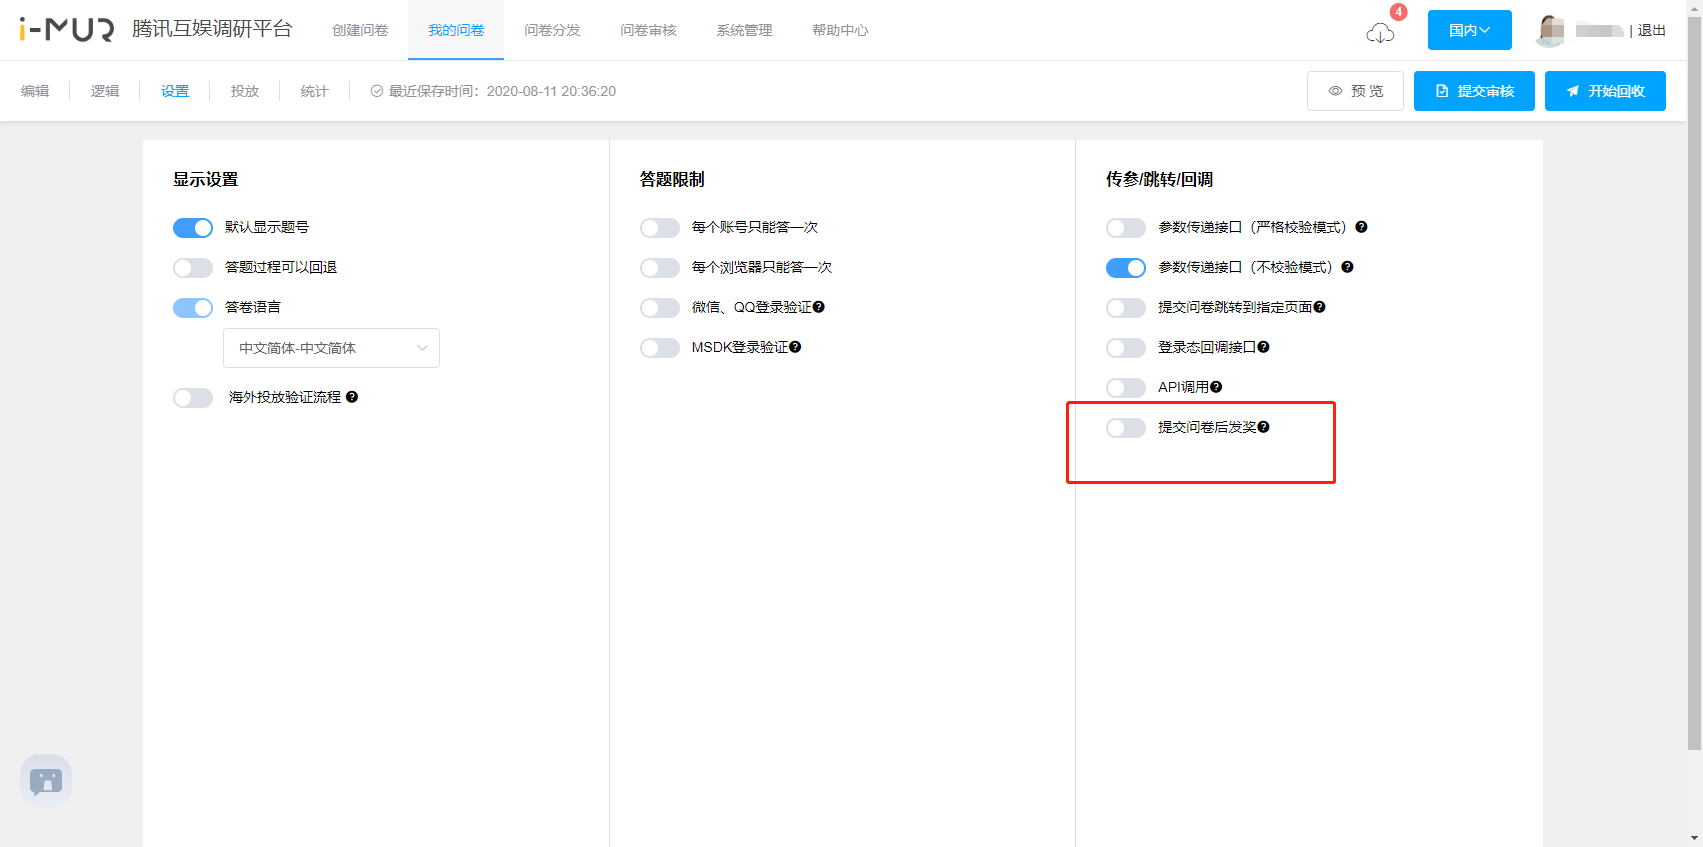 i-MUR 腾讯互娱调研平台 创建问卷 我的问卷 问卷分发 问卷审核 系统管理 帮助中心 4 国内 | 退出
编辑 逻辑 设置 投放 统计 最近保存时间：2020-08-11 20:36:20 预 览 提交审核 开始回收
显示设置
默认显示题号
答题过程可以回退
答卷语言
中文简体-中文简体
海外投放验证流程 ?
答题限制
每个账号只能答一次
每个浏览器只能答一次
微信、QQ登录验证?
MSDK登录验证?
传参/跳转/回调
参数传递接口（严格校验模式）?
参数传递接口（不校验模式）?
提交问卷跳转到指定页面?
登录态回调接口?
API调用?
提交问卷后发奖?